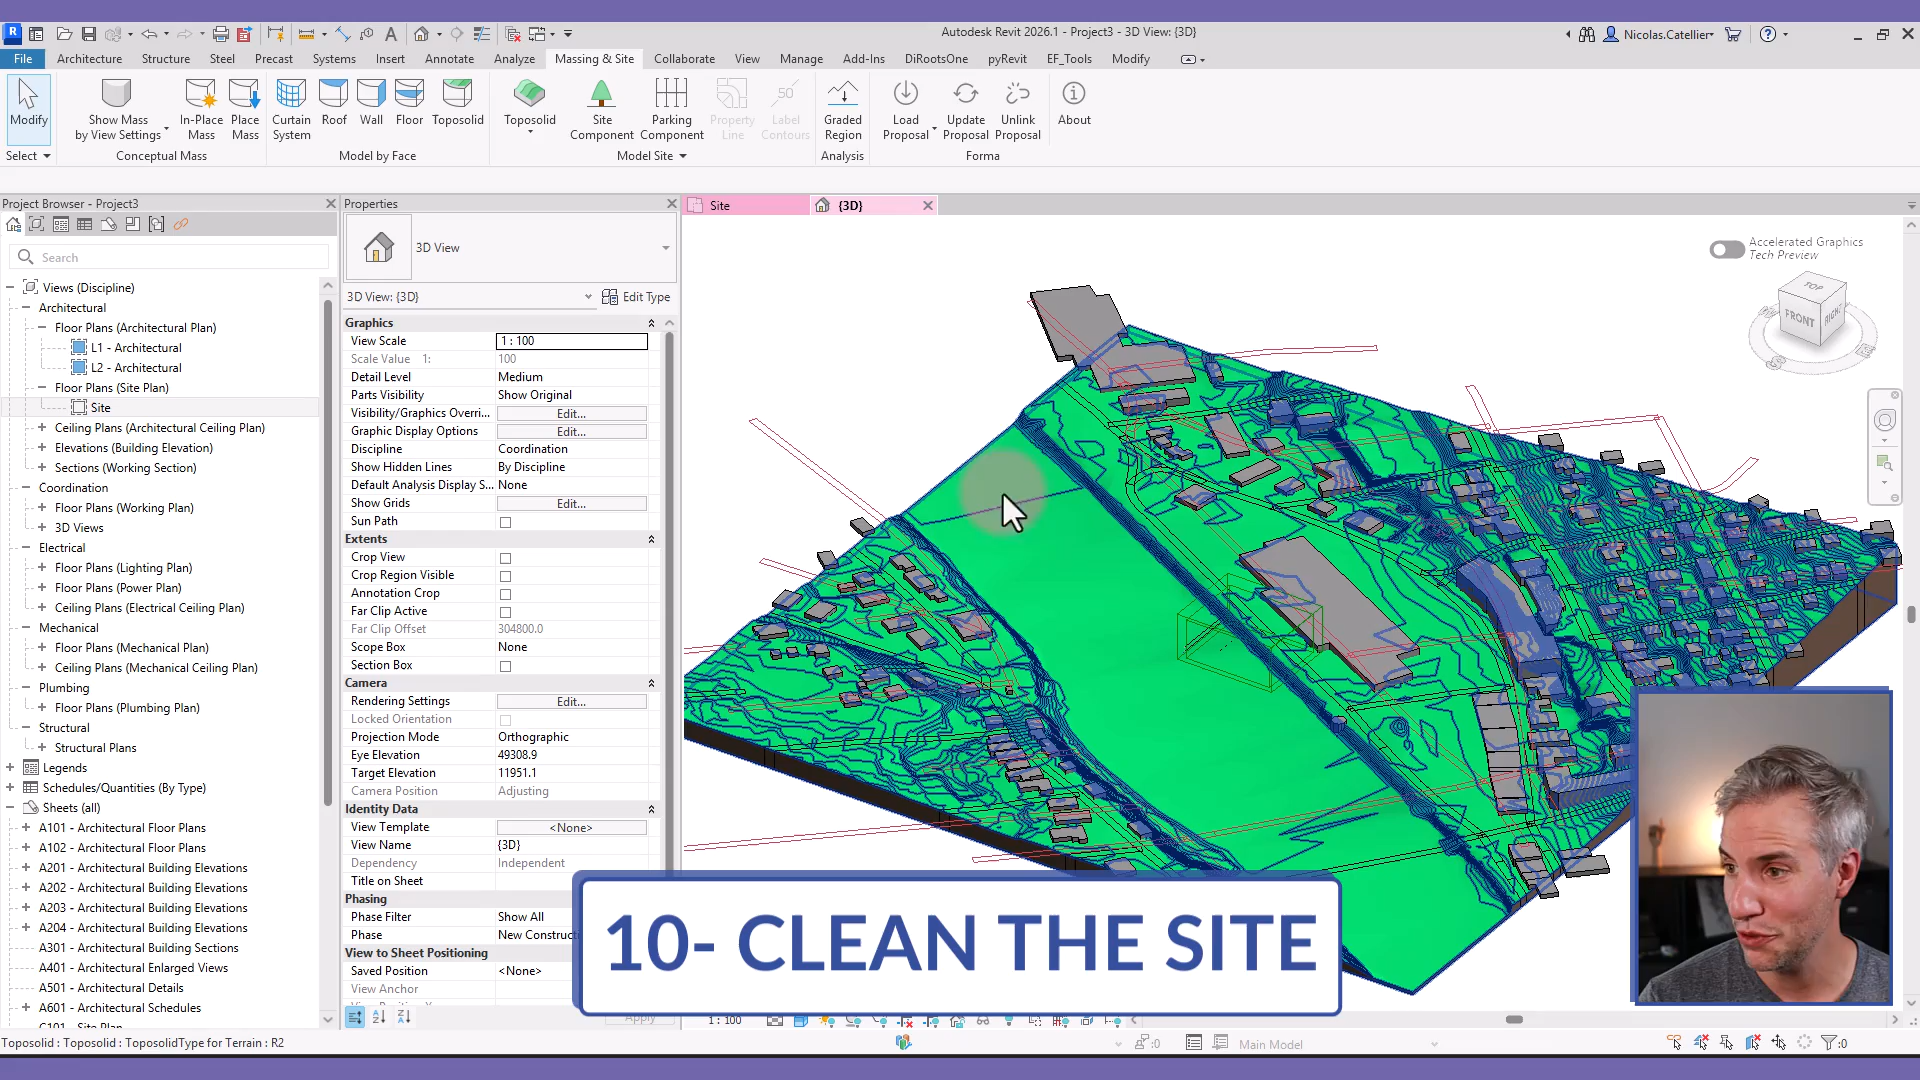 R
A
Autodesk Revit 2026.1 - Project3 - 3D View: {3D}
Nicolas.Catellier
File
Architecture
Structure
Steel
Precast
Systems
Insert
Annotate
Analyze
Massing & Site
Collaborate
View
Manage
Add-Ins
DiRootsOne
pyRevit
EF_Tools
Modify
Modify
Show Mass
by View Settings
In-Place
Mass
Place
Mass
Curtain
System
Roof
Wall
Floor
Toposolid
Toposolid
Site
Component
Parking
Component
Property
Line
50
Label
Contours
Graded
Region
Load
Proposal
Update
Proposal
Unlink
Proposal
About
Select
Conceptual Mass
Model by Face
Model Site
Analysis
Forma
Project Browser - Project3
Search
Views (Discipline)
Architectural
Floor Plans (Architectural Plan)
L1 - Architectural
L2 - Architectural
Floor Plans (Site Plan)
Site
Ceiling Plans (Architectural Ceiling Plan)
Elevations (Building Elevation)
Sections (Working Section)
Coordination
Floor Plans (Working Plan)
3D Views
Electrical
Floor Plans (Lighting Plan)
Floor Plans (Power Plan)
Ceiling Plans (Electrical Ceiling Plan)
Mechanical
Floor Plans (Mechanical Plan)
Ceiling Plans (Mechanical Ceiling Plan)
Plumbing
Floor Plans (Plumbing Plan)
Structural
Structural Plans
Legends
Schedules/Quantities (By Type)
Sheets (all)
A101 - Architectural Floor Plans
A102 - Architectural Floor Plans
A201 - Architectural Building Elevations
A202 - Architectural Building Elevations
A203 - Architectural Building Elevations
A204 - Architectural Building Elevations
A301 - Architectural Building Sections
A401 - Architectural Enlarged Views
A501 - Architectural Details
A601 - Architectural Schedules
C101 - Site Plan
Properties
3D View
3D View: {3D}
Edit Type
Graphics
View Scale 1 : 100
Scale Value 1: 100
Detail Level Medium
Parts Visibility Show Original
Visibility/Graphics Overri... Edit...
Graphic Display Options Edit...
Discipline Coordination
Show Hidden Lines By Discipline
Default Analysis Display S... None
Show Grids Edit...
Sun Path
Extents
Crop View
Crop Region Visible
Annotation Crop
Far Clip Active
Far Clip Offset 304800.0
Scope Box None
Section Box
Camera
Rendering Settings Edit...
Locked Orientation
Projection Mode Orthographic
Eye Elevation 49308.9
Target Elevation 11951.1
Camera Position Adjusting
Identity Data
View Template <None>
View Name {3D}
Dependency Independent
Title on Sheet
Phasing
Phase Filter Show All
Phase New Constructi
View to Sheet Positioning
Saved Position <None>
View Anchor
Apply
Site
{3D}
Accelerated Graphics
Tech Preview
TOP
FRONT
RIGHT
10- CLEAN THE SITE
1 : 100
Toposolid : Toposolid : ToposolidType for Terrain : R2
:0
Main Model
:0